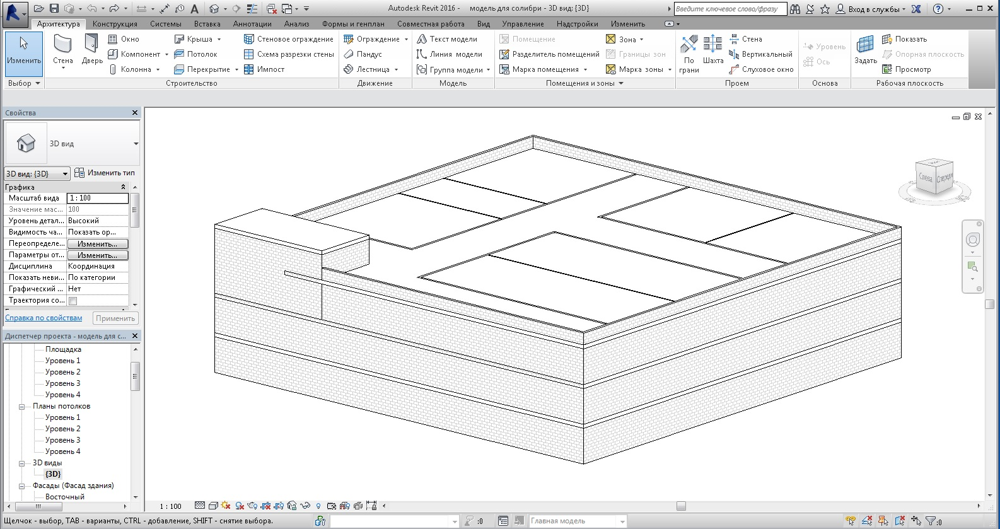 Autodesk Revit 2016 - модель для солибри - 3D вид: {3D}
Введите ключевое слово/фразу
Вход в службы
Архитектура Конструкция Системы Вставка Аннотации Анализ Формы и генплан Совместная работа Вид Управление Надстройки Изменить
Изменить
Стена
Дверь
Окно
Компонент
Колонна
Крыша
Потолок
Перекрытие
Стеновое ограждение
Схема разрезки стены
Импост
Ограждение
Пандус
Лестница
Текст модели
Линия модели
Группа модели
Помещение
Разделитель помещений
Марка помещения
Зона
Границы зон
Марка зоны
По
грани
Шахта
Стена
Вертикальный
Слуховое окно
Уровень
Ось
Задать
Показать
Опорная плоскость
Просмотр
Выбор Строительство Движение Модель Помещения и зоны Проем Основа Рабочая плоскость
Свойства
3D вид
3D вид: {3D} Изменить тип
Графика
Масштаб вида 1 : 100
Значение мас... 100
Уровень детал... Высокий
Видимость ча... Показать ор...
Переопределе... Изменить...
Параметры от... Изменить...
Дисциплина Координация
Показать неви... По категории
Графический ... Нет
Траектория со...
Справка по свойствам Применить
Диспетчер проекта - модель для с...
Площадка
Уровень 1
Уровень 2
Уровень 3
Уровень 4
Планы потолков
Уровень 1
Уровень 2
Уровень 3
Уровень 4
3D виды
{3D}
Фасады (Фасад здания)
Восточный
Слева Спереди
1 : 100
Щелчок - выбор, TAB - варианты, CTRL - добавление, SHIFT - снятие выбора.
:0
Главная модель
:0